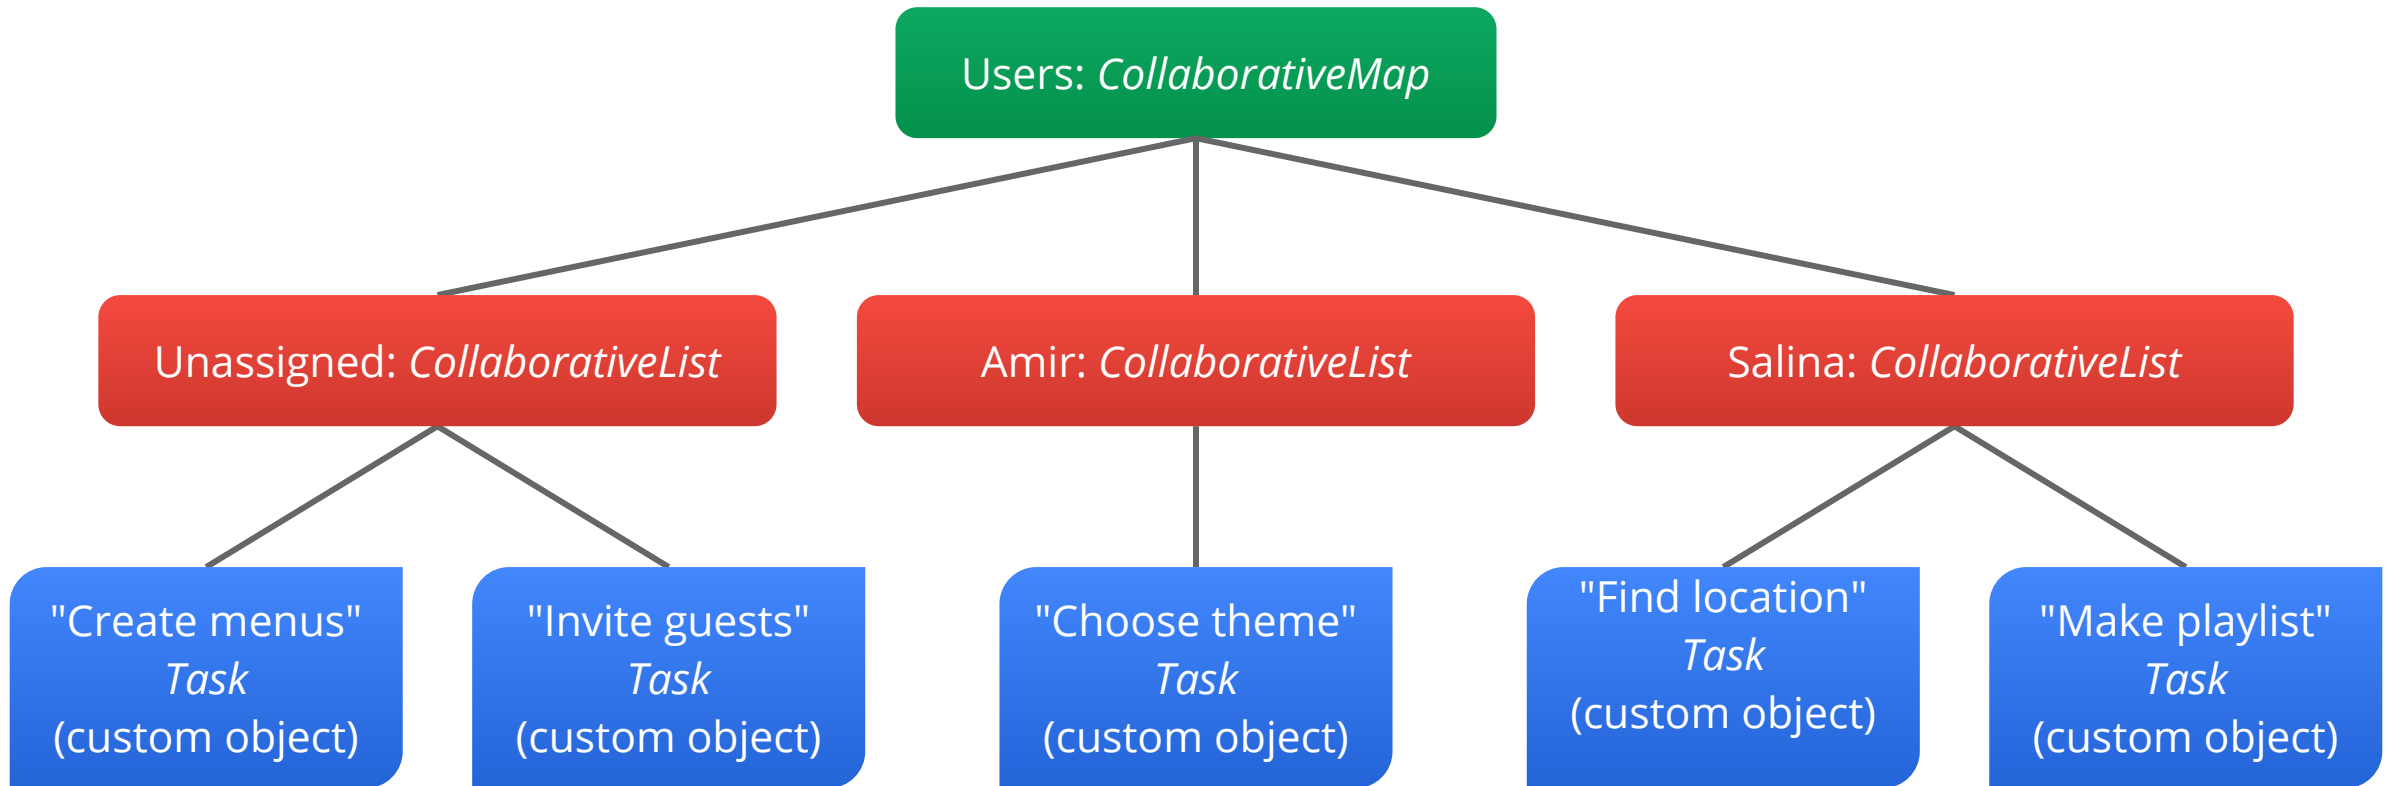 Users: CollaborativeMap
Unassigned: CollaborativeList
Amir: CollaborativeList
Salina: CollaborativeList
"Create menus"
Task
(custom object)
"Invite guests"
Task
(custom object)
"Choose theme"
Task
(custom object)
"Find location"
Task
(custom object)
"Make playlist"
Task
(custom object)